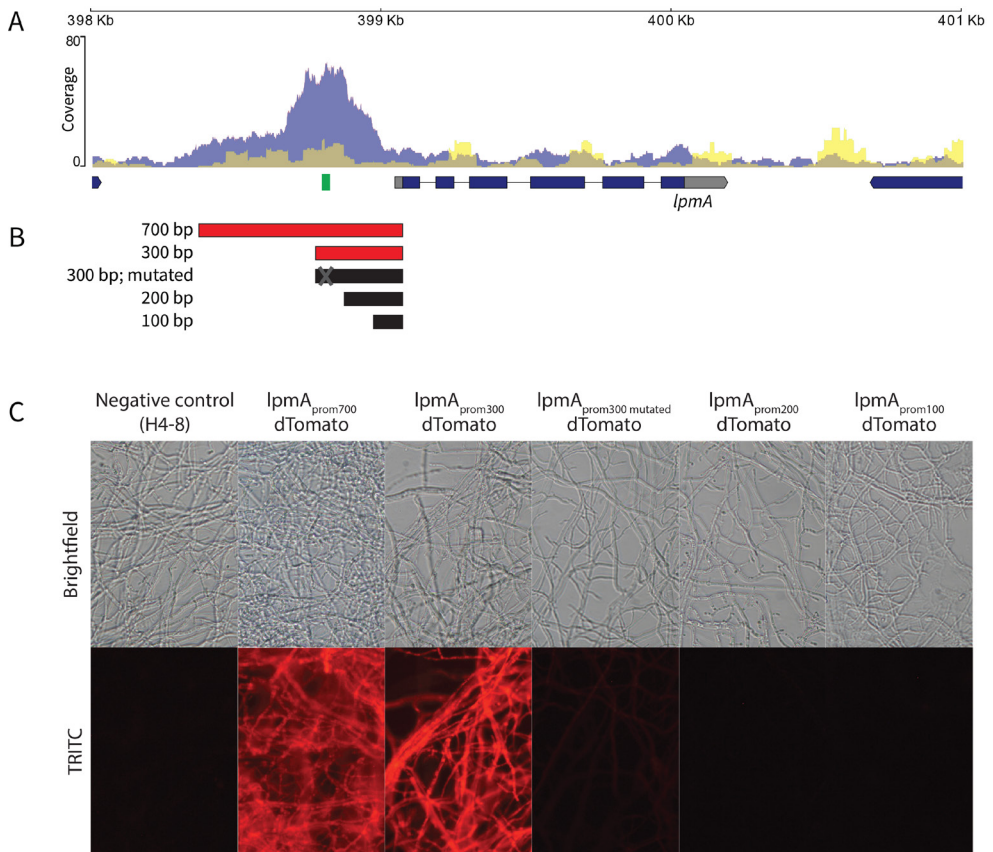 A
398 Kb 399 Kb 400 Kb 401 Kb
80
Coverage
0
lpmA
B
700 bp
300 bp
300 bp; mutated
200 bp
100 bp
C
Negative control (H4-8)
lpmAprom700 dTomato
lpmAprom300 dTomato
lpmAprom300 mutated dTomato
lpmAprom200 dTomato
lpmAprom100 dTomato
Brightfield
TRITC